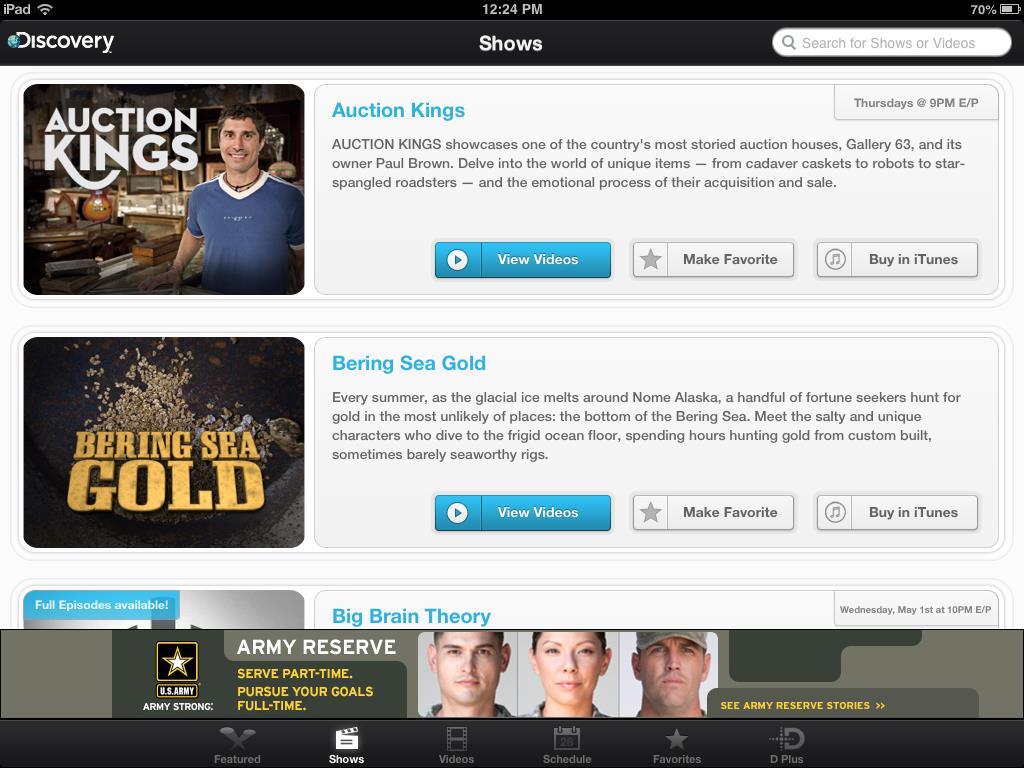 iPad 12:24 PM 70%
Discovery Shows Search for Shows or Videos
AUCTION
KINGS
Auction Kings
Thursdays @ 9PM E/P
AUCTION KINGS showcases one of the country's most storied auction houses, Gallery 63, and its
owner Paul Brown. Delve into the world of unique items — from cadaver caskets to robots to star-
spangled roadsters — and the emotional process of their acquisition and sale.
View Videos Make Favorite Buy in iTunes
BERING SEA
GOLD
Bering Sea Gold
Every summer, as the glacial ice melts around Nome Alaska, a handful of fortune seekers hunt for
gold in the most unlikely of places: the bottom of the Bering Sea. Meet the salty and unique
characters who dive to the frigid ocean floor, spending hours hunting gold from custom built,
sometimes barely seaworthy rigs.
View Videos Make Favorite Buy in iTunes
Full Episodes available!
Big Brain Theory
Wednesday, May 1st at 10PM E/P
U.S.ARMY
ARMY STRONG.
ARMY RESERVE
SERVE PART-TIME.
PURSUE YOUR GOALS
FULL-TIME.
SEE ARMY RESERVE STORIES >>
28
Featured Shows Videos Schedule Favorites D Plus